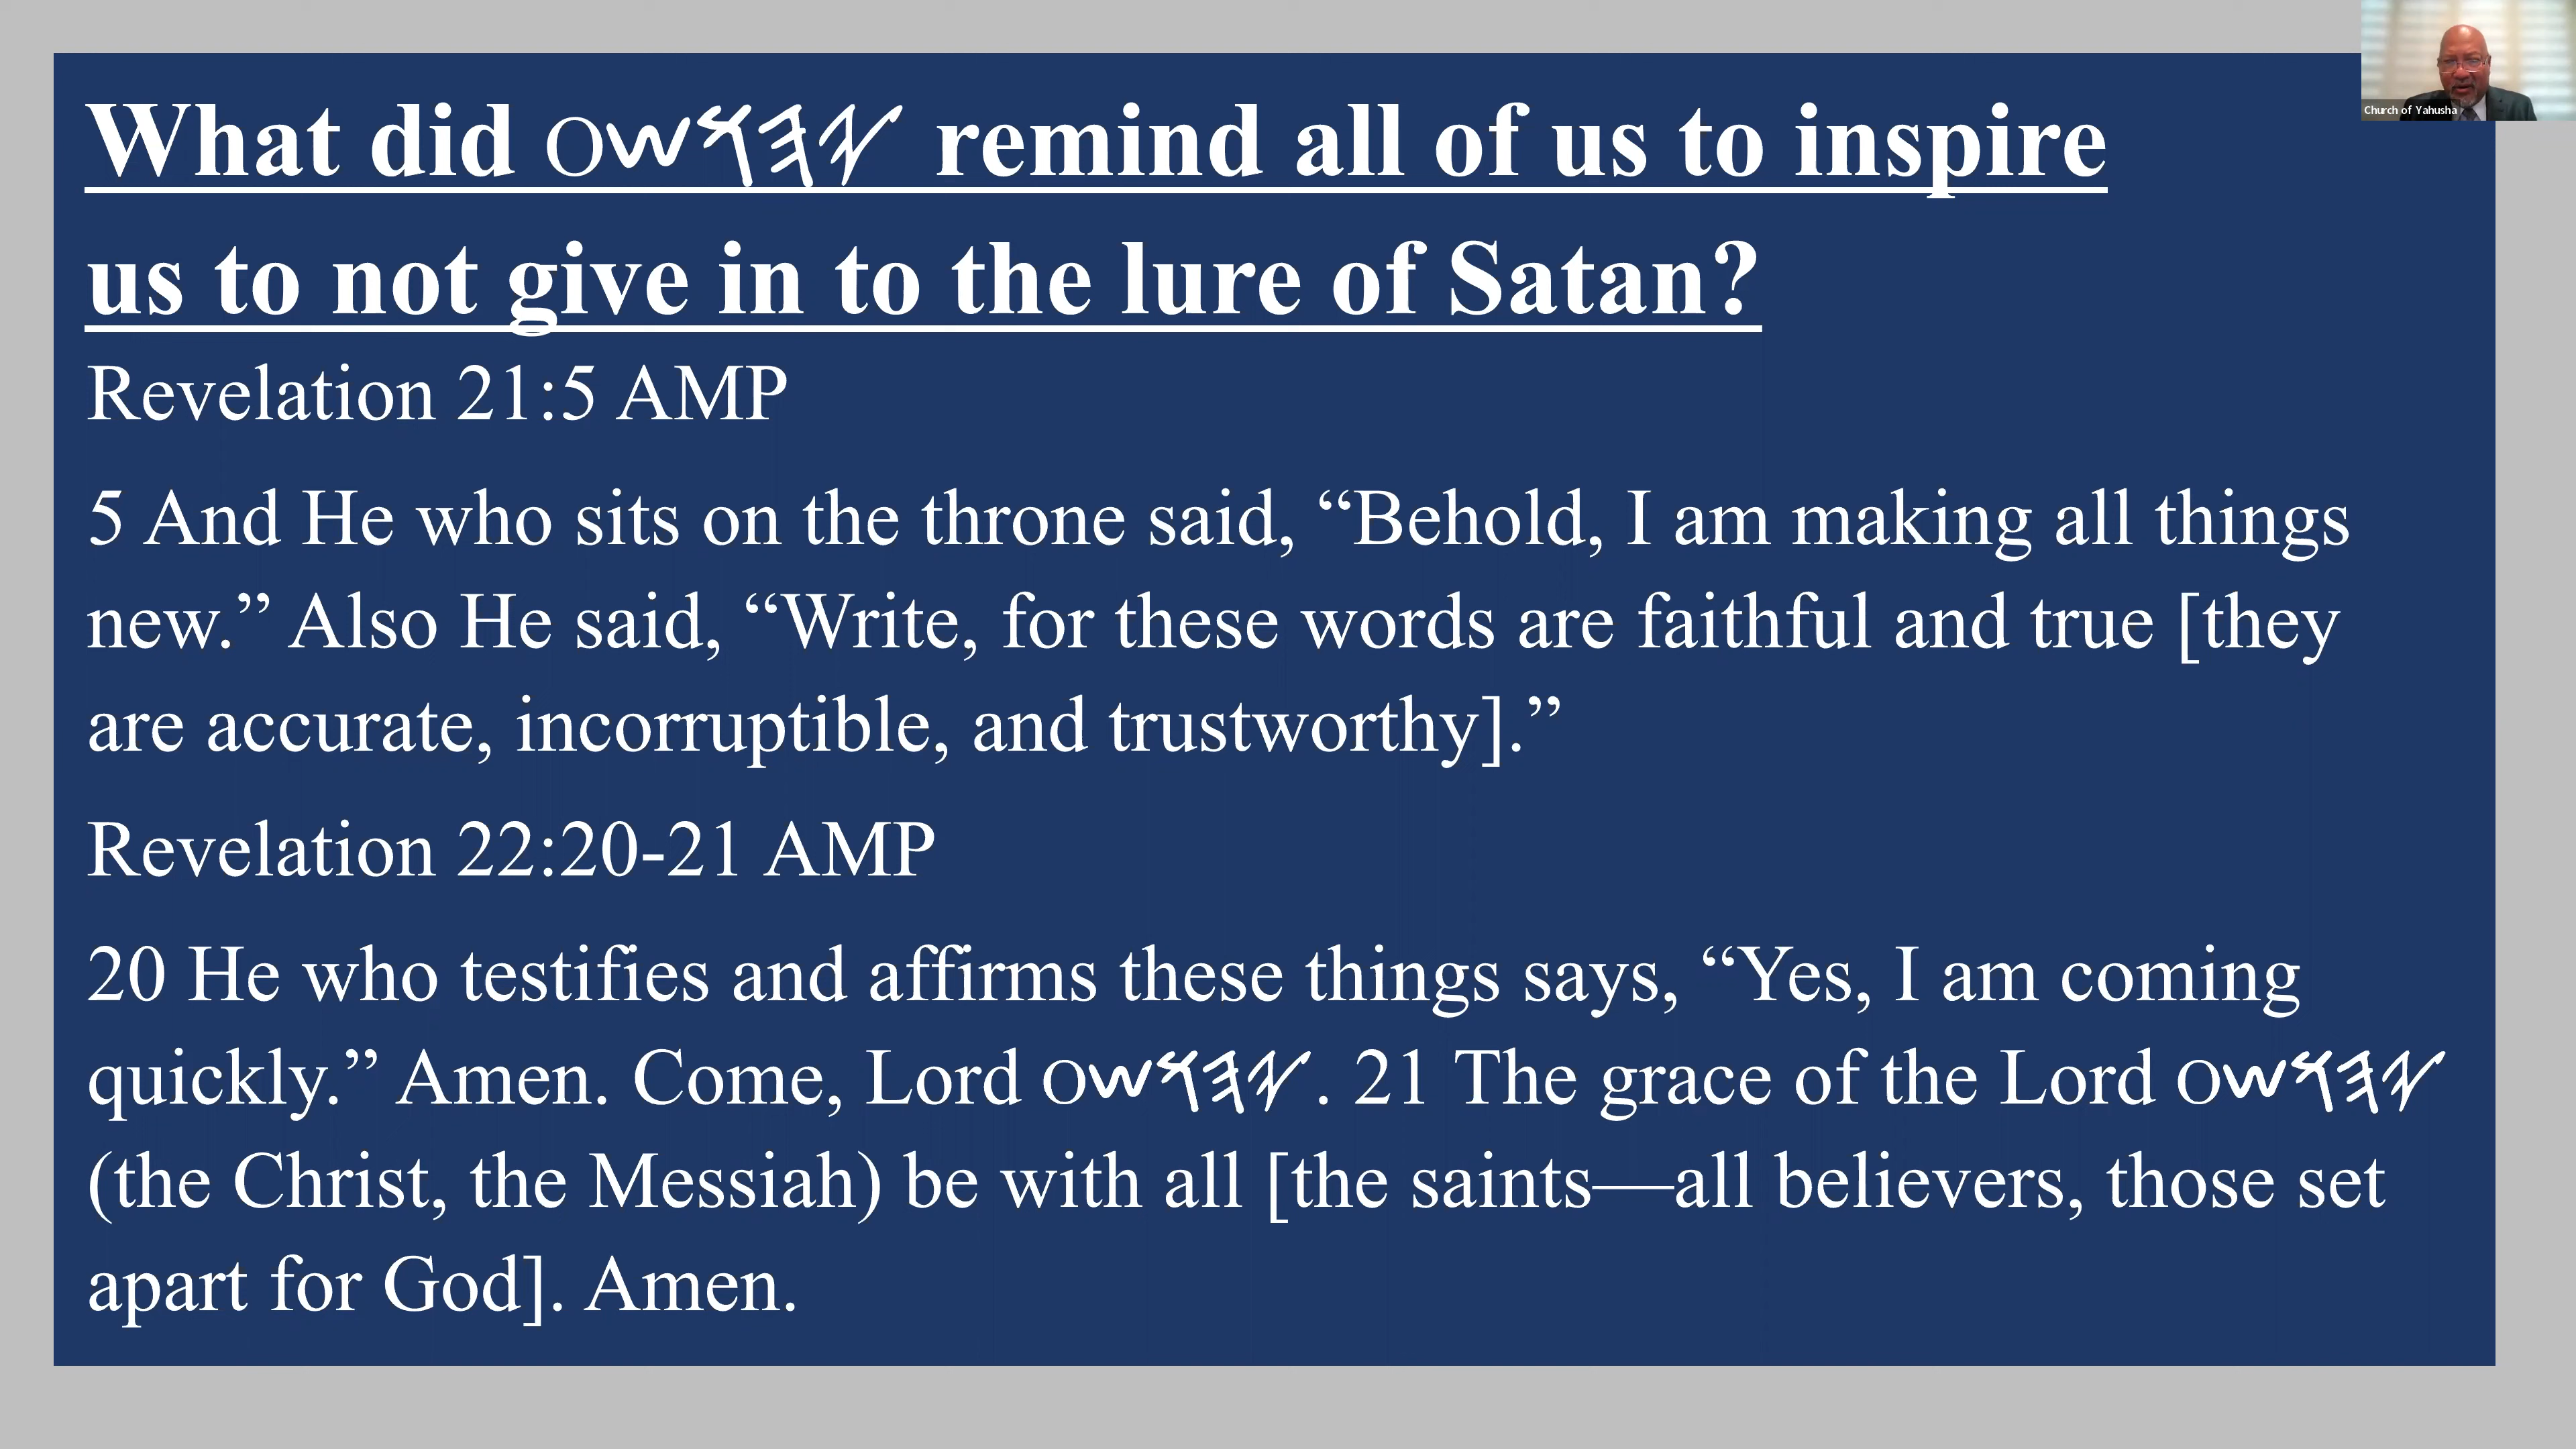 What did 𐤉𐤄𐤅𐤔𐤏 remind all of us to inspire
us to not give in to the lure of Satan?
Revelation 21:5 AMP
5 And He who sits on the throne said, “Behold, I am making all things
new.” Also He said, “Write, for these words are faithful and true [they
are accurate, incorruptible, and trustworthy].”
Revelation 22:20-21 AMP
20 He who testifies and affirms these things says, “Yes, I am coming
quickly.” Amen. Come, Lord 𐤉𐤄𐤅𐤔𐤏. 21 The grace of the Lord 𐤉𐤄𐤅𐤔𐤏
(the Christ, the Messiah) be with all [the saints—all believers, those set
apart for God]. Amen.
Church of Yahusha